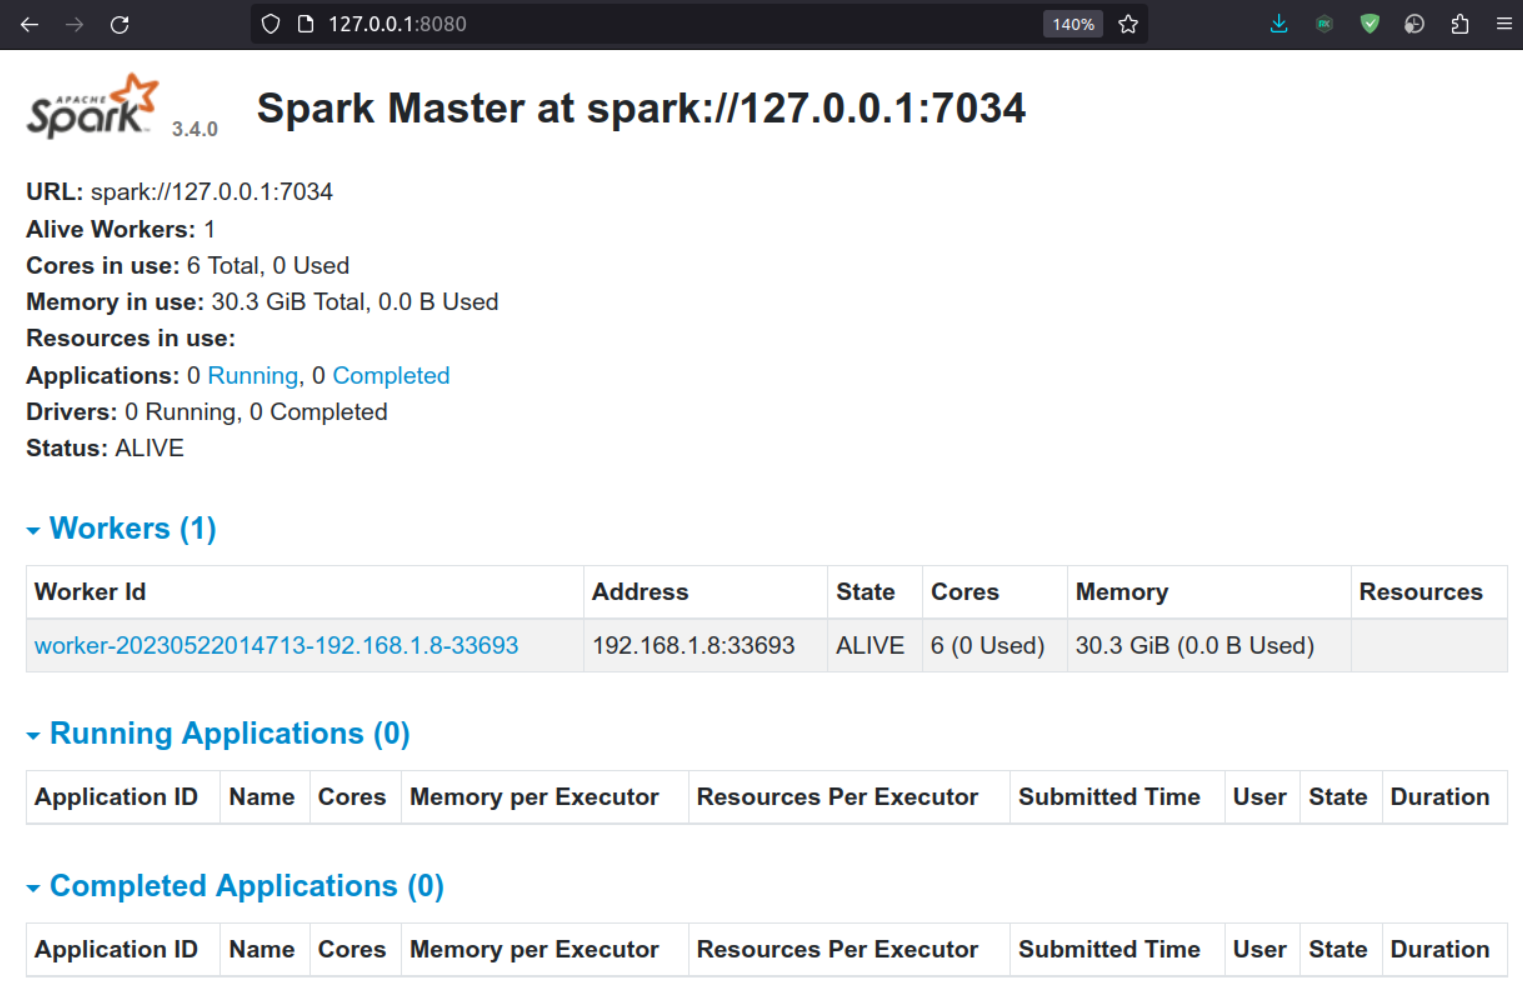 127.0.0.1:8080 140%
APACHE Spark™ 3.4.0 Spark Master at spark://127.0.0.1:7034
URL: spark://127.0.0.1:7034
Alive Workers: 1
Cores in use: 6 Total, 0 Used
Memory in use: 30.3 GiB Total, 0.0 B Used
Resources in use:
Applications: 0 Running, 0 Completed
Drivers: 0 Running, 0 Completed
Status: ALIVE
Workers (1)
Worker Id Address State Cores Memory Resources
worker-20230522014713-192.168.1.8-33693 192.168.1.8:33693 ALIVE 6 (0 Used) 30.3 GiB (0.0 B Used)
Running Applications (0)
Application ID Name Cores Memory per Executor Resources Per Executor Submitted Time User State Duration
Completed Applications (0)
Application ID Name Cores Memory per Executor Resources Per Executor Submitted Time User State Duration